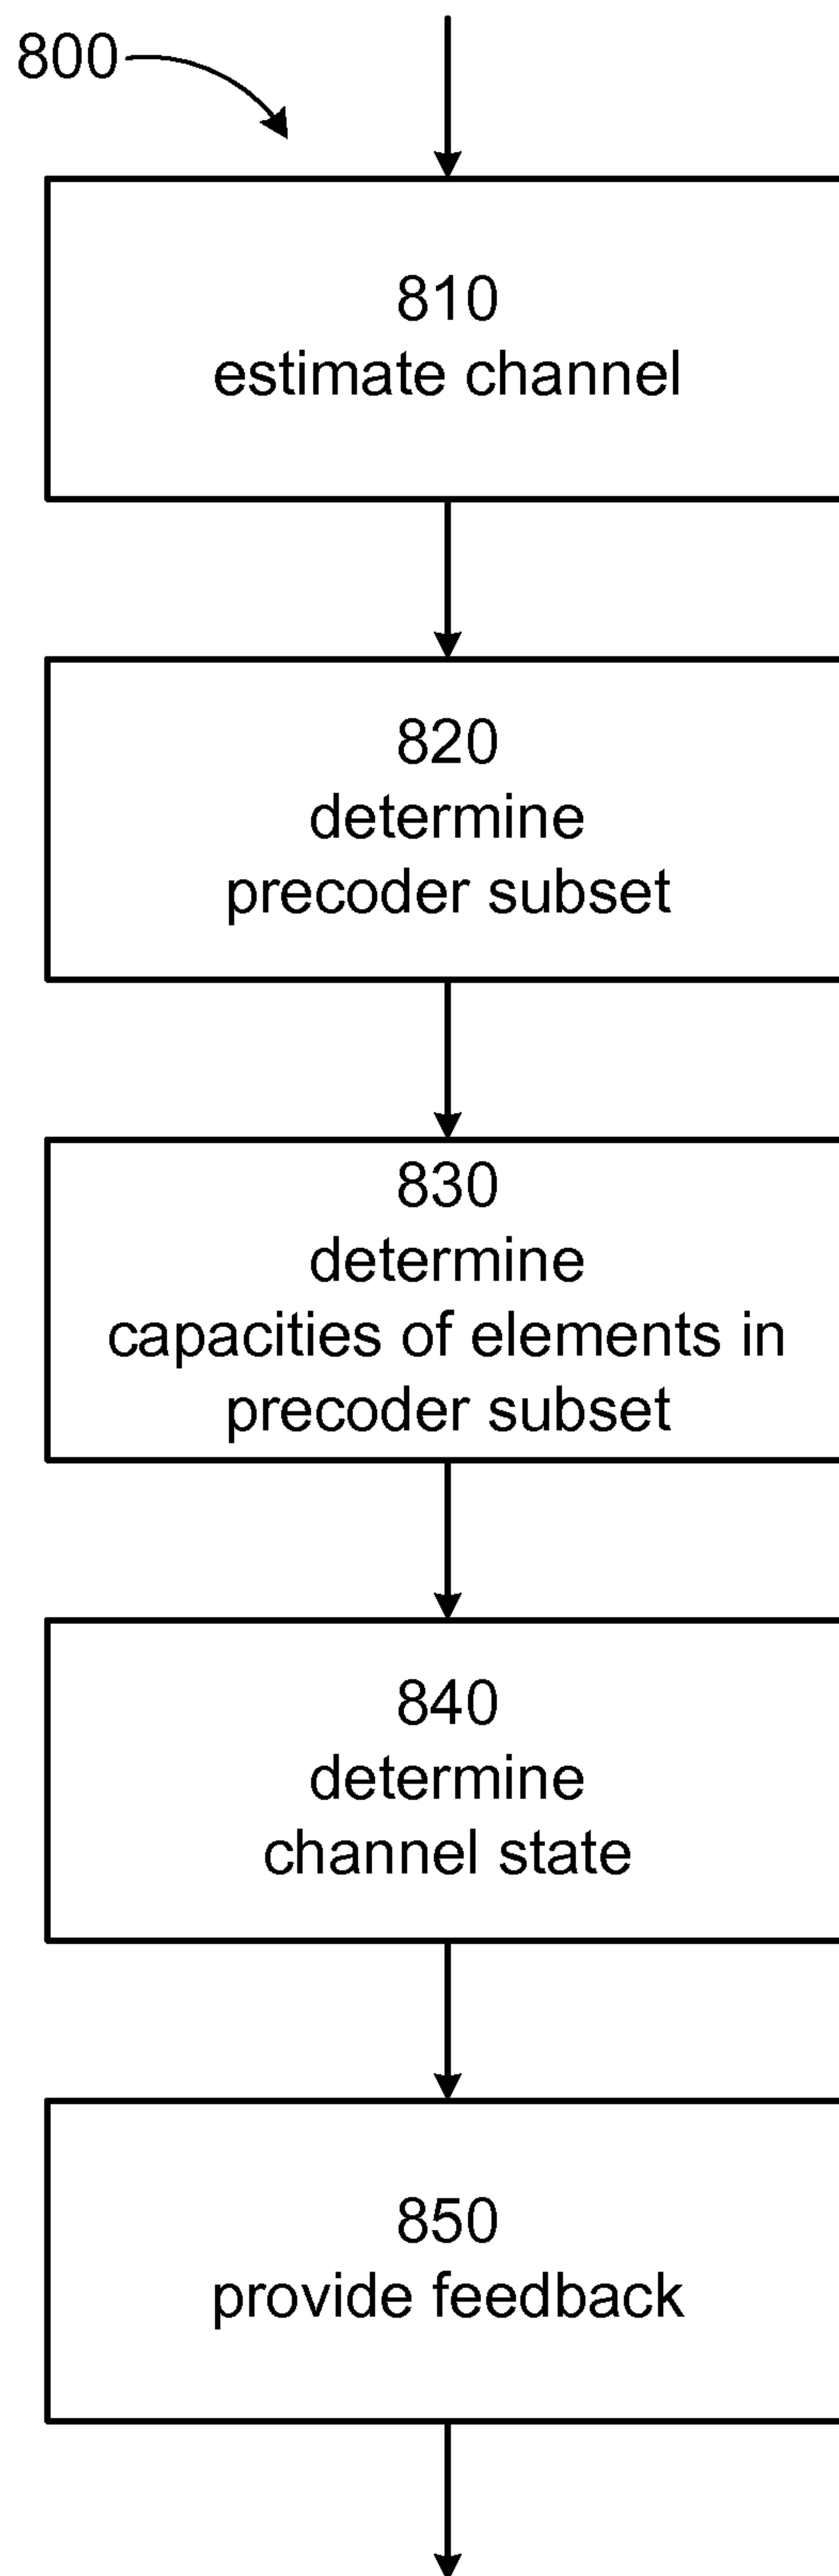 800
810
estimate channel
820
determine
precoder subset
830
determine
capacities of elements in
precoder subset
840
determine
channel state
850
provide feedback